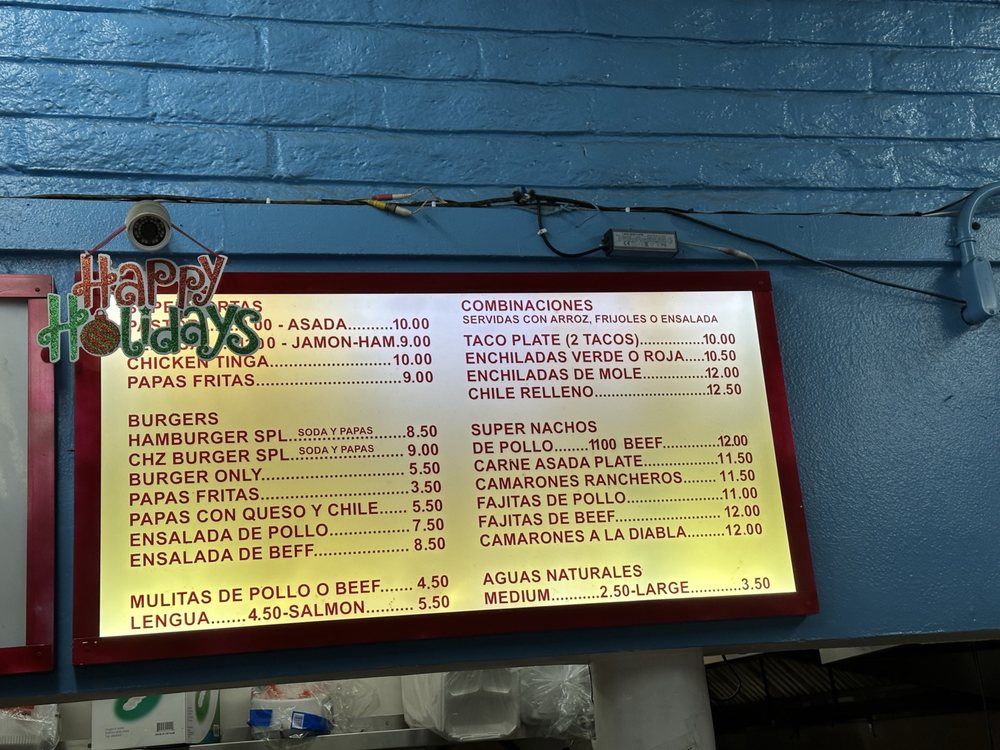 Happy
Holidays
- ASADA..........10.00
- JAMON-HAM.9.00
CHICKEN TINGA..........................10.00
PAPAS FRITAS..............................9.00
BURGERS
HAMBURGER SPL..SODA Y PAPAS........8.50
CHZ BURGER SPL..SODA Y PAPAS........9.00
BURGER ONLY..............................5.50
PAPAS FRITAS..............................3.50
PAPAS CON QUESO Y CHILE...... 5.50
ENSALADA DE POLLO................7.50
ENSALADA DE BEFF................... 8.50
MULITAS DE POLLO O BEEF...... 4.50
LENGUA.......4.50-SALMON.......... 5.50
COMBINACIONES
SERVIDAS CON ARROZ, FRIJOLES O ENSALADA
TACO PLATE (2 TACOS)..............10.00
ENCHILADAS VERDE O ROJA....10.50
ENCHILADAS DE MOLE..............12.00
CHILE RELLENO..........................12.50
SUPER NACHOS
DE POLLO.......1100 BEEF.............12.00
CARNE ASADA PLATE.................11.50
CAMARONES RANCHEROS........ 11.50
FAJITAS DE POLLO......................11.00
FAJITAS DE BEEF........................ 12.00
CAMARONES A LA DIABLA.........12.00
AGUAS NATURALES
MEDIUM...........2.50-LARGE............3.50